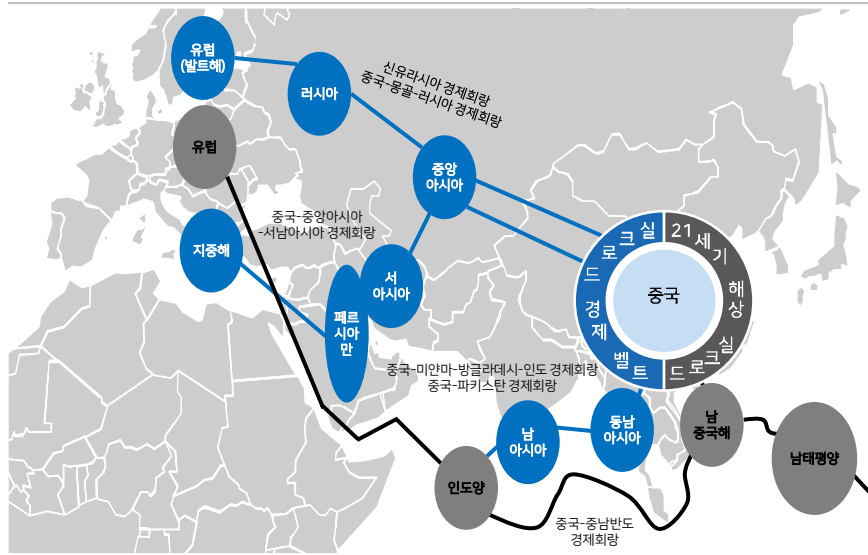 유럽
(발트해)
러시아
신유라시아 경제회랑
중국-몽골-러시아 경제회랑
유럽
중앙
아시아
중국-중앙아시아
-서남아시아 경제회랑
지중해
서
아시아
페르
시아
만
실크로드 경제벨트
21세기 해상실크로드
중국
중국-미얀마-방글라데시-인도 경제회랑
중국-파키스탄 경제회랑
남
아시아
동남
아시아
남
중국해
남태평양
인도양
중국-중남반도
경제회랑